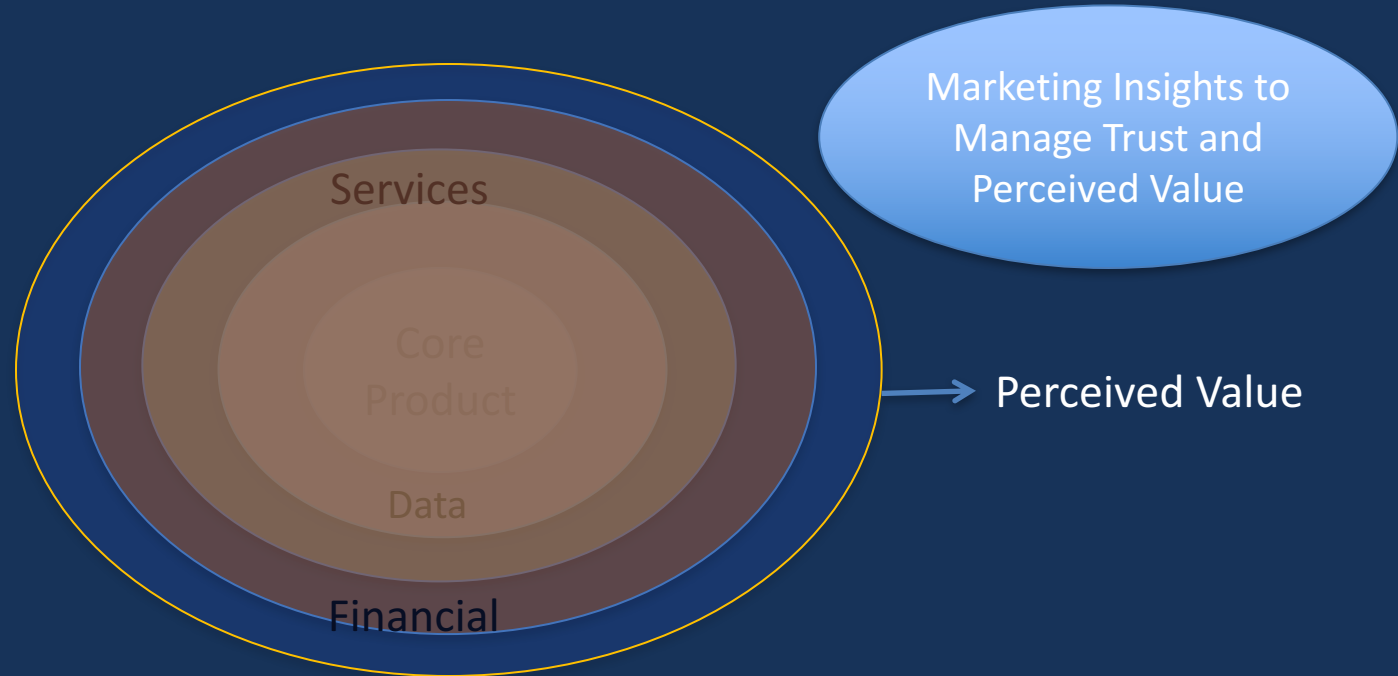 Marketing Insights to
Manage Trust and
Perceived Value
Services
Core
Product
Perceived Value
Data
Financial